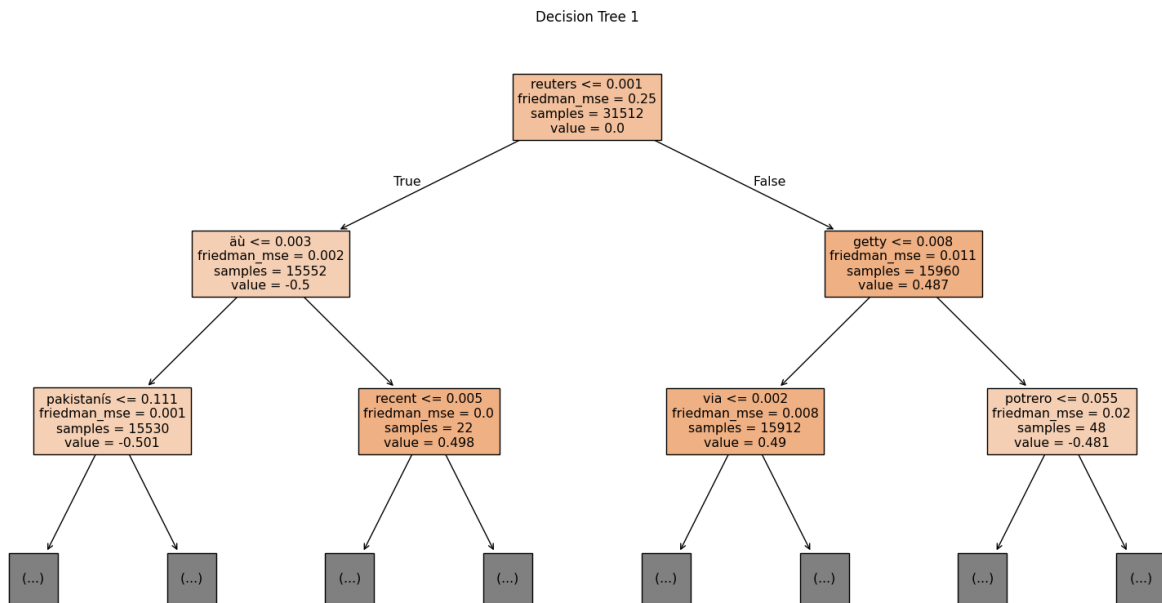 Decision Tree 1
reuters <= 0.001
friedman_mse = 0.25
samples = 31512
value = 0.0
True
False
äù <= 0.003
friedman_mse = 0.002
samples = 15552
value = -0.5
getty <= 0.008
friedman_mse = 0.011
samples = 15960
value = 0.487
pakistanís <= 0.111
friedman_mse = 0.001
samples = 15530
value = -0.501
recent <= 0.005
friedman_mse = 0.0
samples = 22
value = 0.498
via <= 0.002
friedman_mse = 0.008
samples = 15912
value = 0.49
potrero <= 0.055
friedman_mse = 0.02
samples = 48
value = -0.481
(...)
(...)
(...)
(...)
(...)
(...)
(...)
(...)